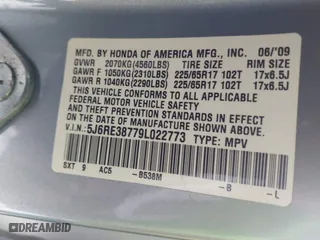 MFD. BY HONDA OF AMERICA MFG., INC. 06/'09
GVWR 2070KG(4560LBS) TIRE SIZE RIM SIZE
GAWR F 1050KG(2310LBS) 225/65R17 102T 17x6.5J
GAWR R 1040KG(2290LBS) 225/65R17 102T 17x6.5J
THIS VEHICLE CONFORMS TO ALL APPLICABLE FEDERAL
MOTOR VEHICLE SAFETY AND THEFT PREVENTION STANDARDS
IN EFFECT ON THE DATE OF MANUFACTURE SHOWN ABOVE.
V.I.N.: 5J6RE38779L022773 TYPE: MPV
SXT 9 AC5 -B538M -B -L
AUTOBIDMASTER